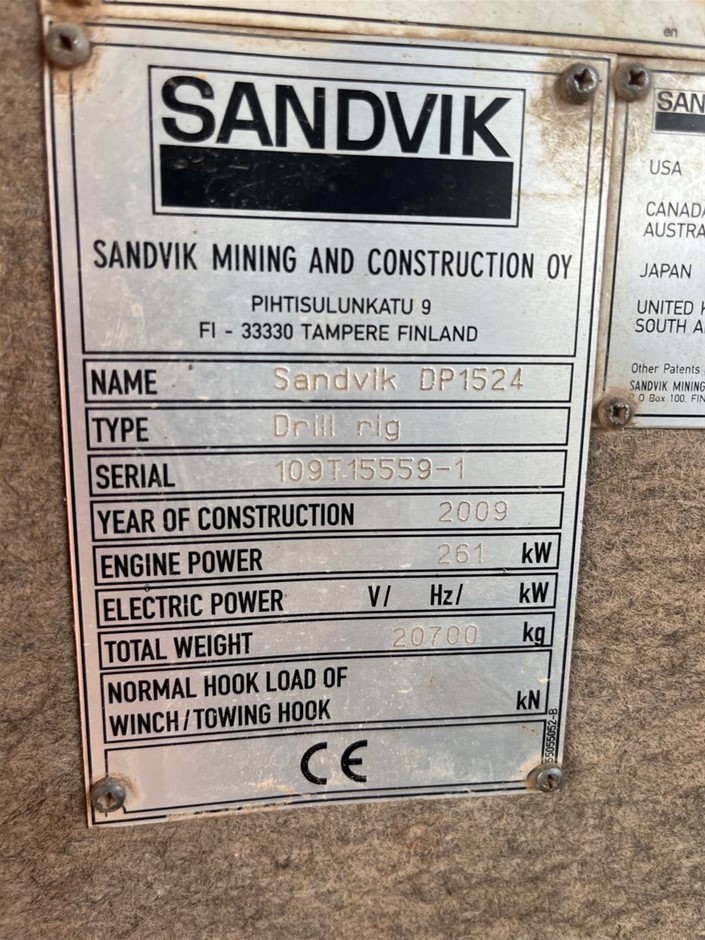 en
SANDVIK
SANDVIK MINING AND CONSTRUCTION OY
PIHTISULUNKATU 9
FI - 33330 TAMPERE FINLAND
NAME Sandvik DP1524
TYPE Drill rig
SERIAL 109T15559-1
YEAR OF CONSTRUCTION 2009
ENGINE POWER 261 kW
ELECTRIC POWER V/ Hz/ kW
TOTAL WEIGHT 20700 kg
NORMAL HOOK LOAD OF
WINCH/TOWING HOOK kN
55055052-B
CE
SAN
USA
CANADA
AUSTRA
JAPAN
UNITED K
SOUTH A
Other Patents
SANDVIK MINING
P.O Box 100, FIN